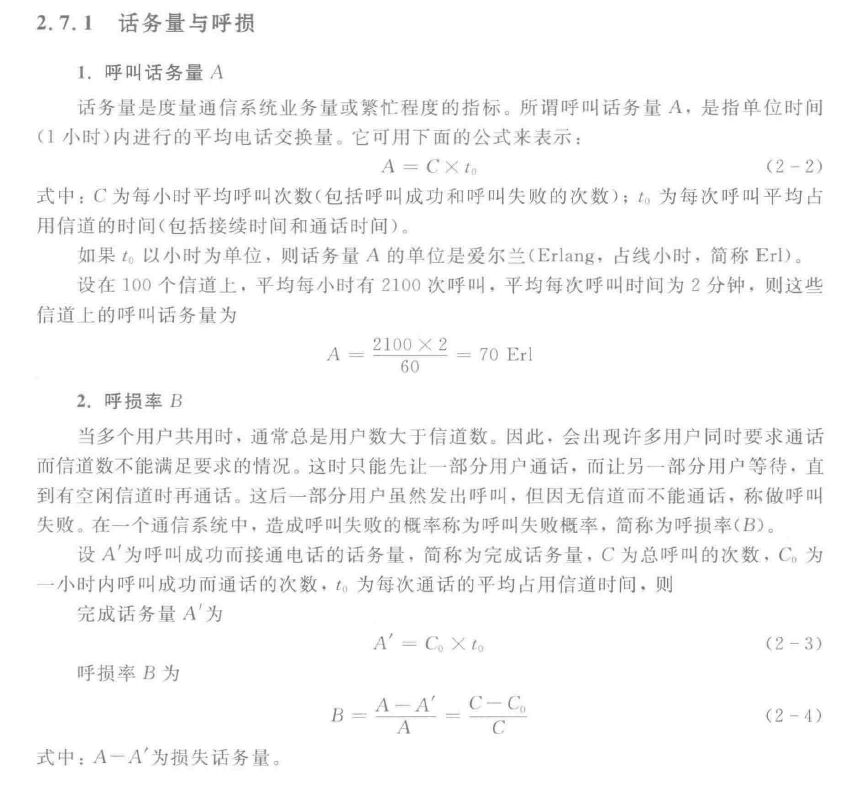 2.7.1 话务量与呼损
1. 呼叫话务量 A
话务量是度量通信系统业务量或繁忙程度的指标。所谓呼叫话务量 A，是指单位时间
(1 小时)内进行的平均电话交换量。它可用下面的公式来表示：
A = C × t₀ (2-2)
式中：C 为每小时平均呼叫次数(包括呼叫成功和呼叫失败的次数)；t₀ 为每次呼叫平均占
用信道的时间(包括接续时间和通话时间)。
如果 t₀ 以小时为单位，则话务量 A 的单位是爱尔兰(Erlang，占线小时，简称 Erl)。
设在 100 个信道上，平均每小时有 2100 次呼叫，平均每次呼叫时间为 2 分钟，则这些
信道上的呼叫话务量为
A = 2100 × 2 / 60 = 70 Erl
2. 呼损率 B
当多个用户共用时，通常总是用户数大于信道数。因此，会出现许多用户同时要求通话
而信道数不能满足要求的情况。这时只能先让一部分用户通话，而让另一部分用户等待，直
到有空闲信道时再通话。这后一部分用户虽然发出呼叫，但因无信道而不能通话，称做呼叫
失败。在一个通信系统中，造成呼叫失败的概率称为呼叫失败概率，简称为呼损率(B)。
设 A′为呼叫成功而接通电话的话务量，简称为完成话务量，C 为总呼叫的次数，C₀ 为
一小时内呼叫成功而通话的次数，t₀ 为每次通话的平均占用信道时间，则
完成话务量 A′为
A′ = C₀ × t₀ (2-3)
呼损率 B 为
B = (A − A′) / A = (C − C₀) / C (2-4)
式中：A−A′为损失话务量。